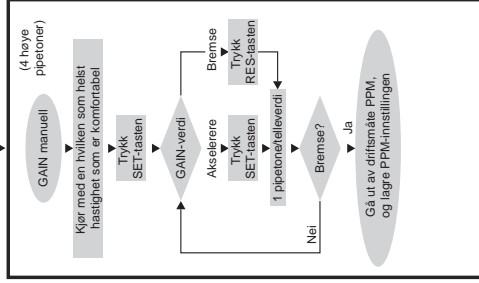 (4 høye
pipetoner)
GAIN manuell
Kjør med en hvilken som helst
hastighet som er komfortabel
Trykk
SET-tasten
GAIN-verdi
Akselerere
Bremse
Trykk
SET-tasten
Trykk
RES-tasten
1 pipetone/telleverdi
Bremse?
Nei
Ja
Gå ut av driftsmåte PPM,
og lagre PPM-innstillingen